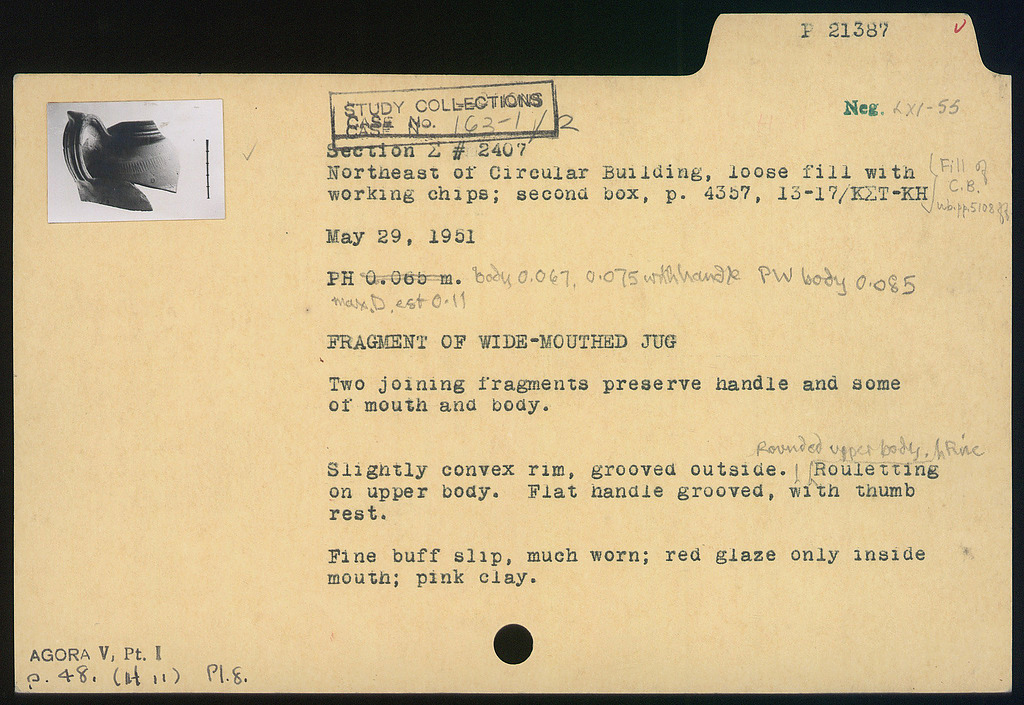 P 21387
Neg. LXI-55
STUDY COLLECTIONS
CASE No. 162-1/12
Section Σ # 2407
Northeast of Circular Building, loose fill with
working chips; second box, p. 4357, 13-17/ΚΣΤ-ΚΗ
Fill of
C.B.
nb.pp.5108ff
May 29, 1951
PH 0.065 m. body 0.067, 0.075 with handle PW body 0.085
max. D. est 0.11
FRAGMENT OF WIDE-MOUTHED JUG
Two joining fragments preserve handle and some
of mouth and body.
Rounded upper body,
Slightly convex rim, grooved outside. Rouletting
on upper body. Flat handle grooved, with thumb
rest.
Fine buff slip, much worn; red glaze only inside
mouth; pink clay.
AGORA V, Pt. I
p. 48. (H 11) Pl. 8.